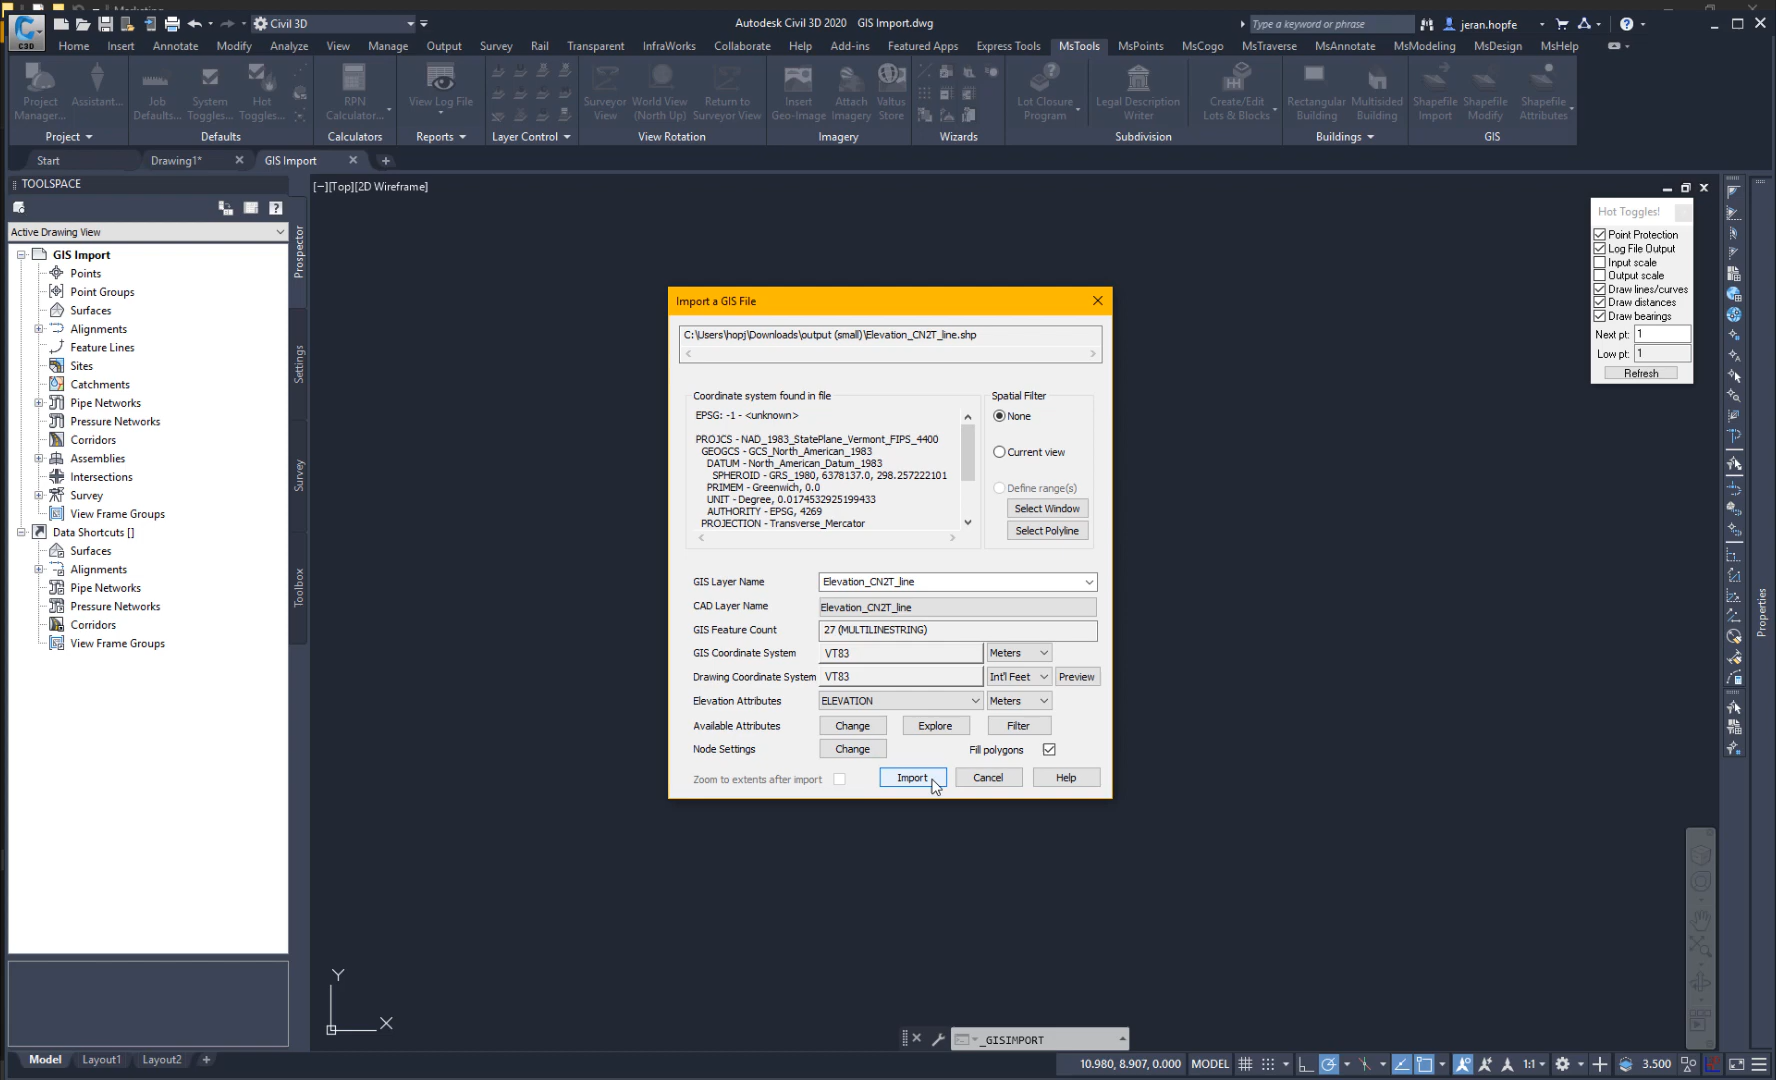 Autodesk Civil 3D 2020 GIS Import.dwg
C3D
Civil 3D
Type a keyword or phrase
jeran.hopfe
Home Insert Annotate Modify Analyze View Manage Output Survey Rail Transparent InfraWorks Collaborate Help Add-ins Featured Apps Express Tools MsTools MsPoints MsCogo MsTraverse MsAnnotate MsModeling MsDesign MsHelp
Project Manager... Assistant... Job Defaults... System Toggles... Hot Toggles... RPN Calculator... View Log File Surveyor View World View (North Up) Return to Surveyor View Insert Geo-Image Attach Imagery Valtus Store Lot Closure Program Legal Description Writer Create/Edit Lots & Blocks Rectangular Building Multisided Building Shapefile Import Shapefile Modify Shapefile Attributes
Project Defaults Calculators Reports Layer Control View Rotation Imagery Wizards Subdivision Buildings GIS
Start Drawing1* GIS Import
TOOLSPACE
Active Drawing View
GIS Import
Points
Point Groups
Surfaces
Alignments
Feature Lines
Sites
Catchments
Pipe Networks
Pressure Networks
Corridors
Assemblies
Intersections
Survey
View Frame Groups
Data Shortcuts []
Surfaces
Alignments
Pipe Networks
Pressure Networks
Corridors
View Frame Groups
Prospector
Settings
Survey
Toolbox
[−][Top][2D Wireframe]
Import a GIS File
C:\Users\hopj\Downloads\output (small)\Elevation_CN2T_line.shp
Coordinate system found in file
EPSG: -1 - <unknown>
PROJCS - NAD_1983_StatePlane_Vermont_FIPS_4400
GEOGCS - GCS_North_American_1983
DATUM - North_American_Datum_1983
SPHEROID - GRS_1980, 6378137.0, 298.257222101
PRIMEM - Greenwich, 0.0
UNIT - Degree, 0.0174532925199433
AUTHORITY - EPSG, 4269
PROJECTION - Transverse_Mercator
Spatial Filter
None
Current view
Define range(s)
Select Window
Select Polyline
GIS Layer Name Elevation_CN2T_line
CAD Layer Name Elevation_CN2T_line
GIS Feature Count 27 (MULTILINESTRING)
GIS Coordinate System VT83 Meters
Drawing Coordinate System VT83 Int'l Feet Preview
Elevation Attributes ELEVATION Meters
Available Attributes Change Explore Filter
Node Settings Change Fill polygons
Zoom to extents after import Import Cancel Help
Hot Toggles!
Point Protection
Log File Output
Input scale
Output scale
Draw lines/curves
Draw distances
Draw bearings
Next pt: 1
Low pt: 1
Refresh
Properties
Y
X
_GISIMPORT
Model Layout1 Layout2 +
10.980, 8.907, 0.000 MODEL 1:1 3.500